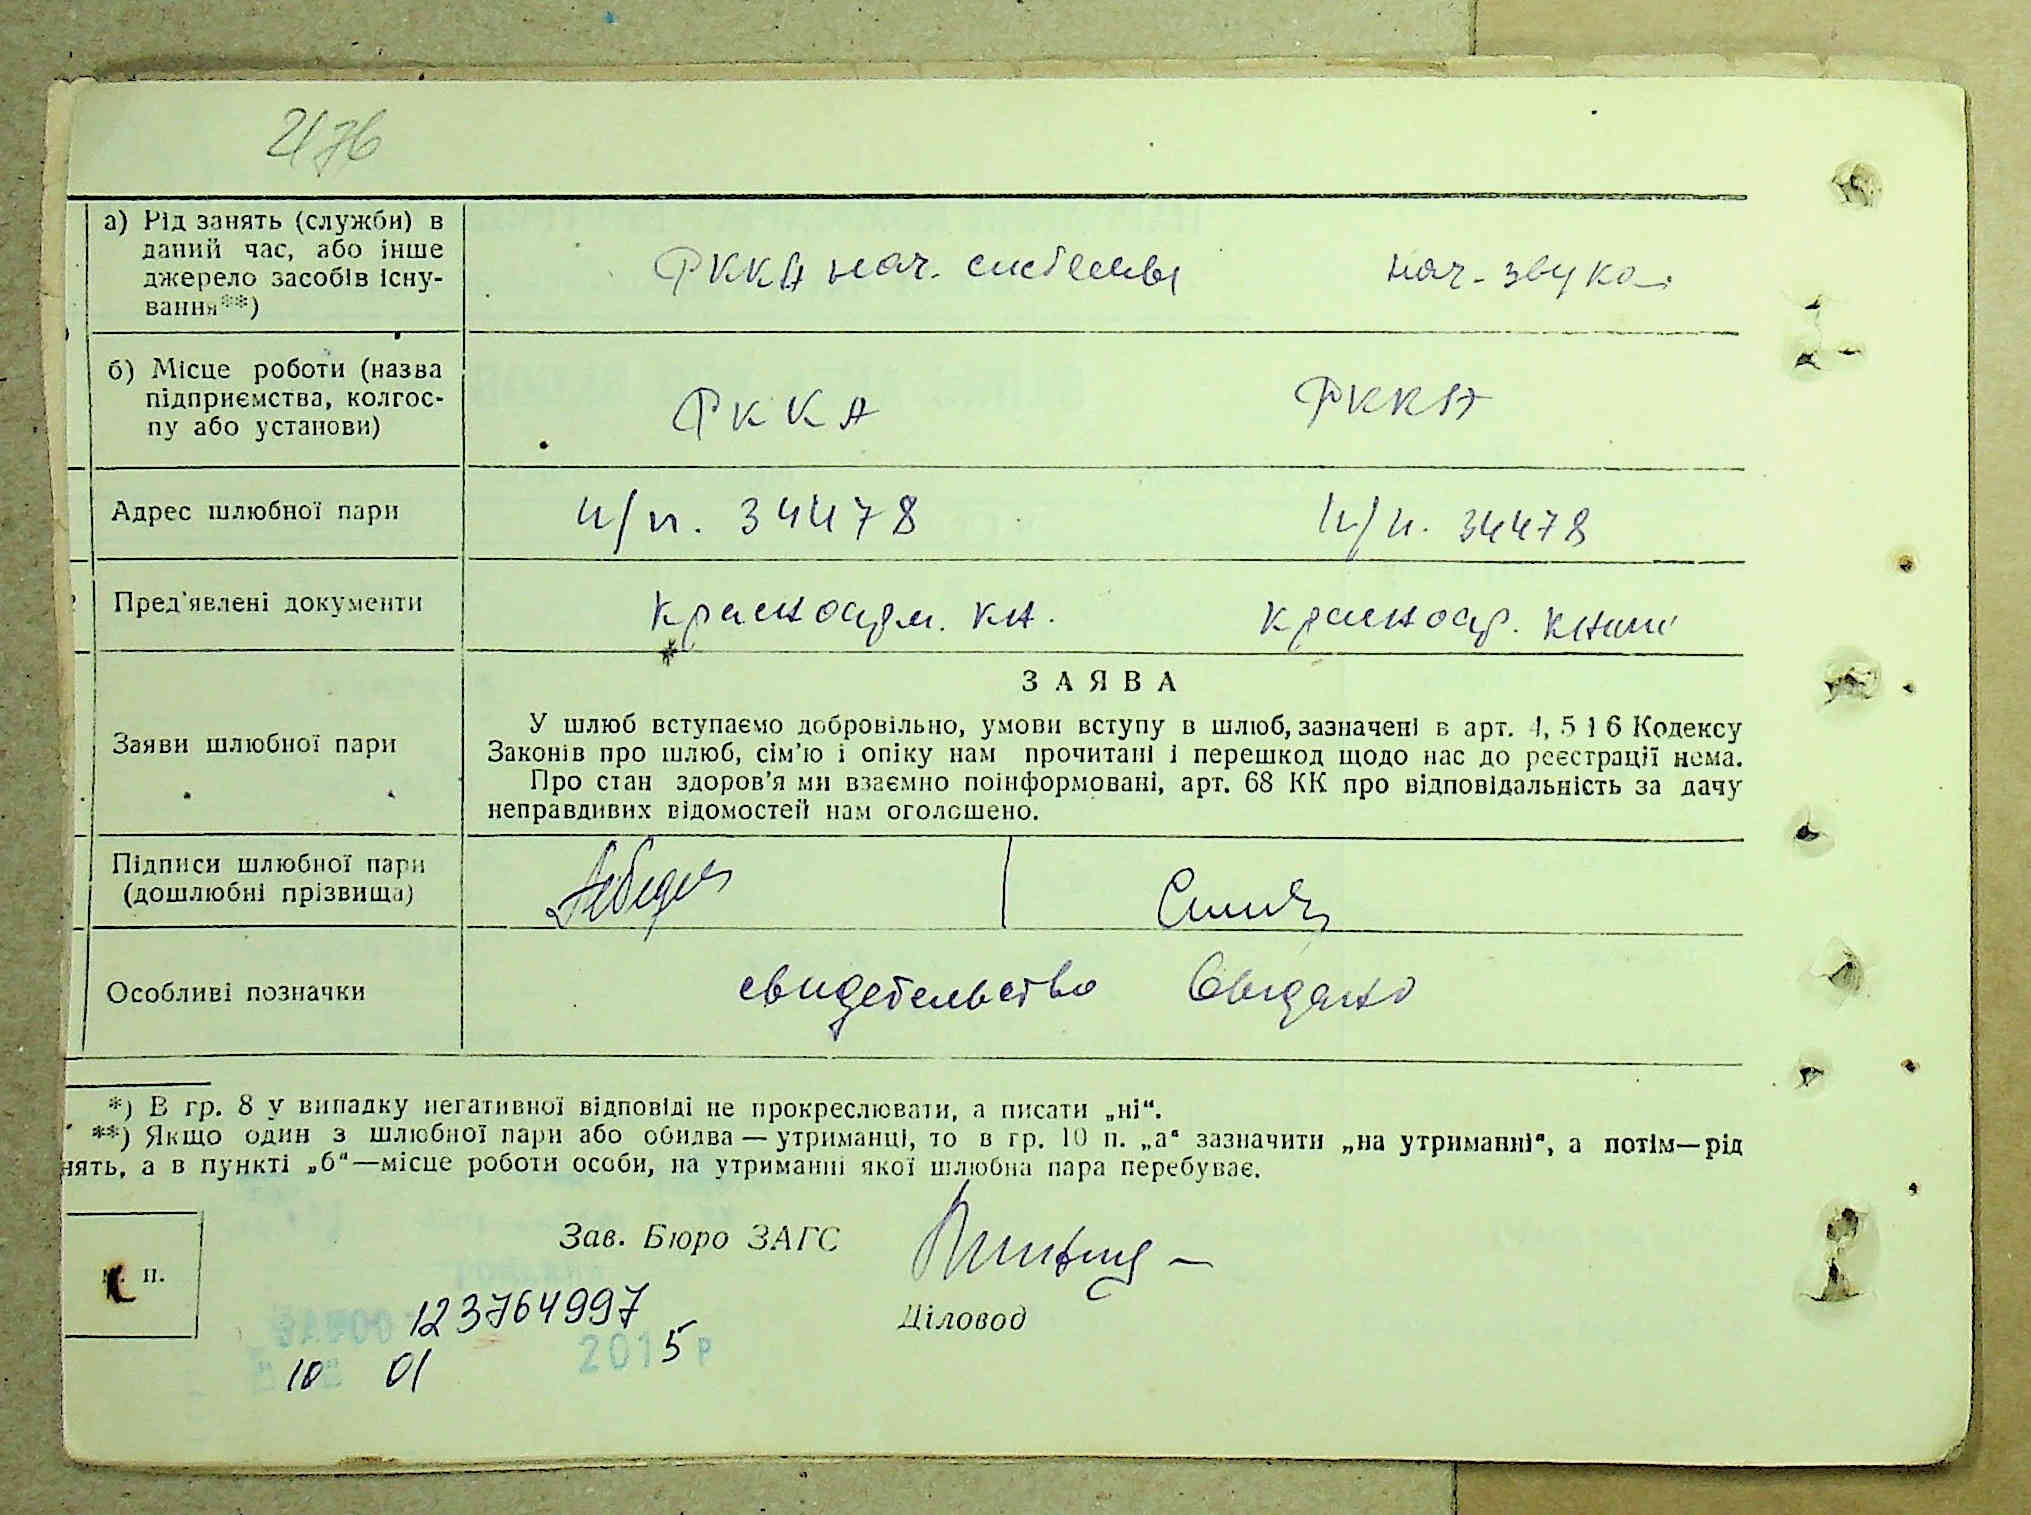 2176
а) Рід занять (служби) в
даний час, або інше
джерело засобів існу-
вання**)
РККА нач. системы нач. звука
б) Місце роботи (назва
підприємства, колгос-
пу або установи)
РККА РККА
Адрес шлюбної пари
п/п. 34478 п/п. 34478
Пред'явлені документи
красноарм. кн. красноар. книж
ЗАЯВА
Заяви шлюбної пари
У шлюб вступаємо добровільно, умови вступу в шлюб, зазначені в арт. 4, 5 і 6 Кодексу
Законів про шлюб, сім'ю і опіку нам прочитані і перешкод щодо нас до реєстрації нема.
Про стан здоров'я ми взаємно поінформовані, арт. 68 КК про відповідальність за дачу
неправдивих відомостей нам оголошено.
Підписи шлюбної пари
(дошлюбні прізвища)
Особливі позначки
свидетельство выдано
*) В гр. 8 у випадку негативної відповіді не прокреслювати, а писати „ні“.
**) Якщо один з шлюбної пари або обидва — утриманці, то в гр. 10 п. „а“ зазначити „на утриманні“, а потім—рід
нять, а в пункті „б“—місце роботи особи, на утриманні якої шлюбна пара перебуває.
Зав. Бюро ЗАГС
п.
123764997
Діловод
10 01 2015 р